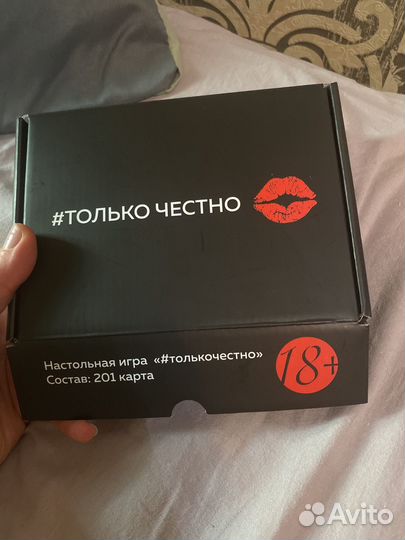 #ТОЛЬКО ЧЕСТНО
Настольная игра «#толькочестно»
Состав: 201 карта
18+
Avito